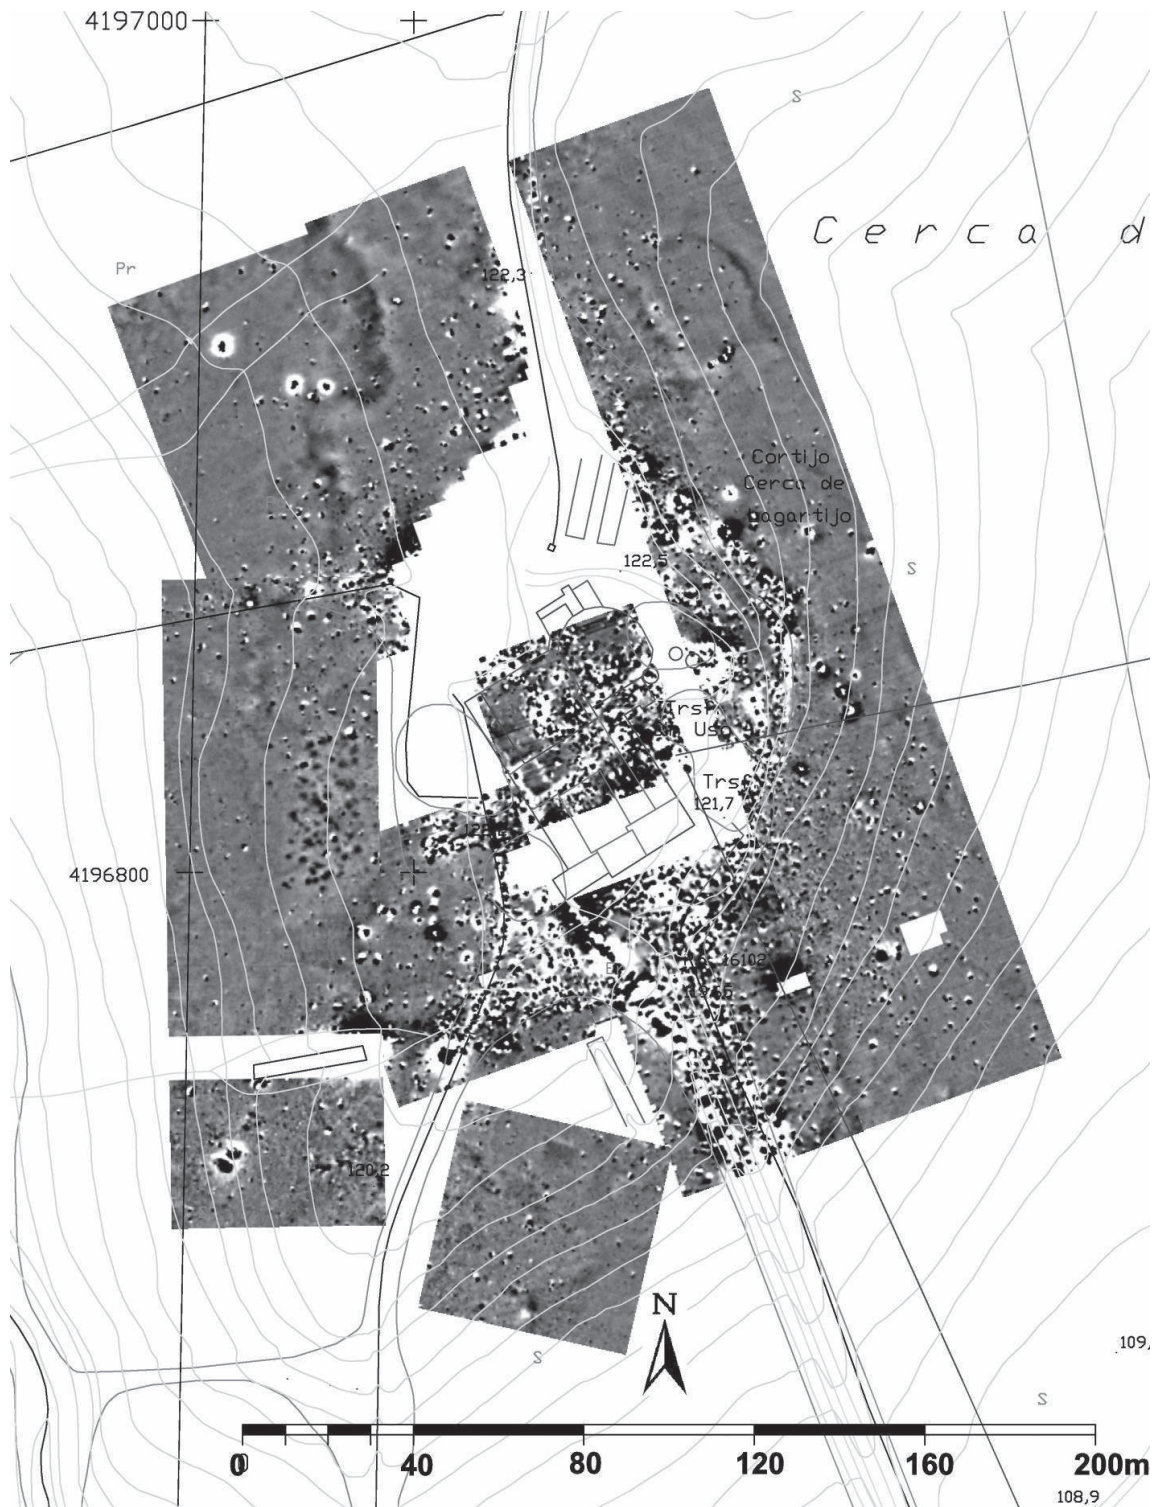 4197000
S
Cerca d
Pr
122,3
Cortijo
Cerca de
Lagartijo
122,5
S
Trsf
Uso
Trsf
121,7
4196800
16102
120,2
N
S
109,
S
0 40 80 120 160 200m
108,9